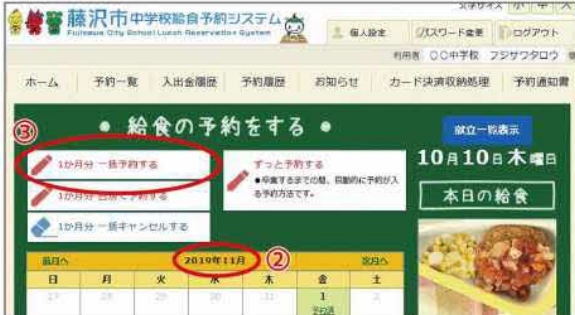 文字サイズ 小 中 大
藤沢市中学校給食予約システム
Fujisawa City School Lunch Reservation System
個人設定 パスワード変更 ログアウト
利用者 〇〇中学校 フジサワタロウ 様
ホーム 予約一覧 入出金履歴 予約履歴 お知らせ カード決済収納処理 予約通知書
● 給食の予約をする ●
献立一覧表示
③
1か月分 一括予約する
ずっと予約する
●卒業するまでの間、自動的に予約が入る予約方法です。
10月10日木曜日
1か月分 日別で予約する
本日の給食
1か月分 一括キャンセルする
前月へ 2019年11月 ② 次月へ
日 月 火 水 木 金 土
27 28 29 30 31 1 2
予約済